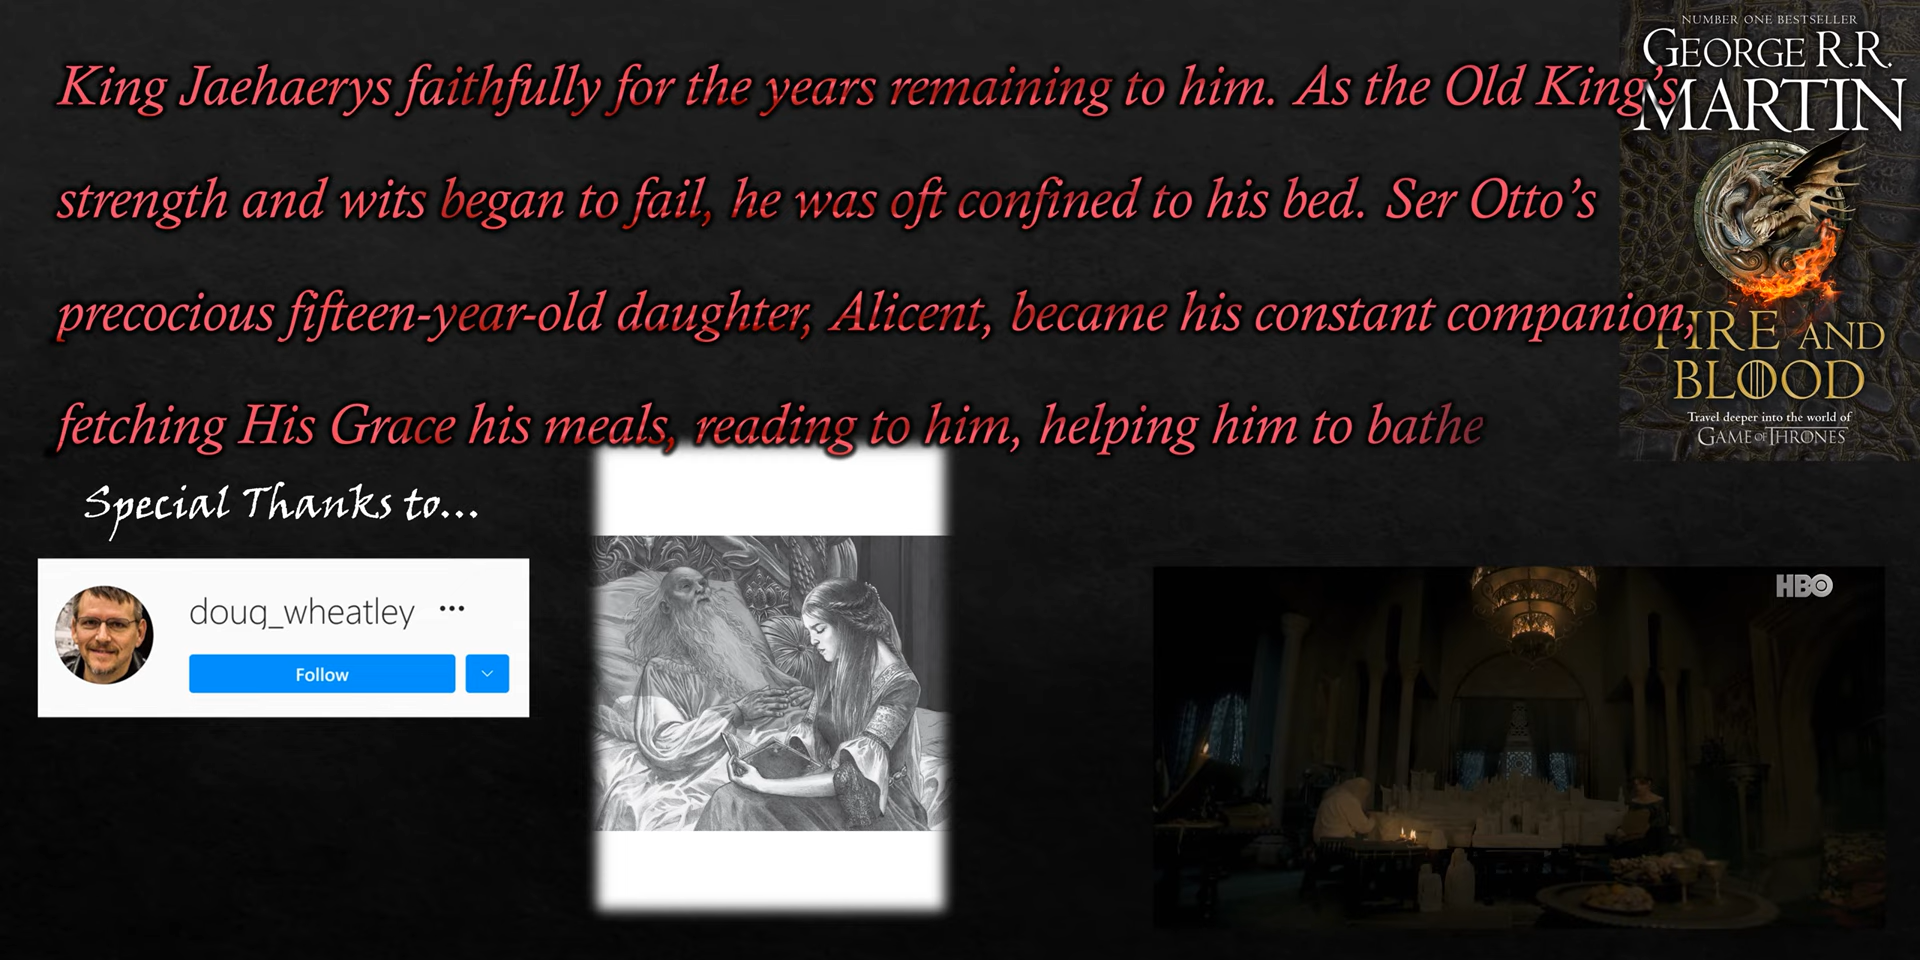 King Jaehaerys faithfully for the years remaining to him. As the Old King's
strength and wits began to fail, he was oft confined to his bed. Ser Otto's
precocious fifteen-year-old daughter, Alicent, became his constant companion,
fetching His Grace his meals, reading to him, helping him to bathe
NUMBER ONE BESTSELLER
GEORGE R.R.
MARTIN
FIRE AND
BLOOD
Travel deeper into the world of
GAME OF THRONES
Special Thanks to...
doug_wheatley ...
Follow
HBO